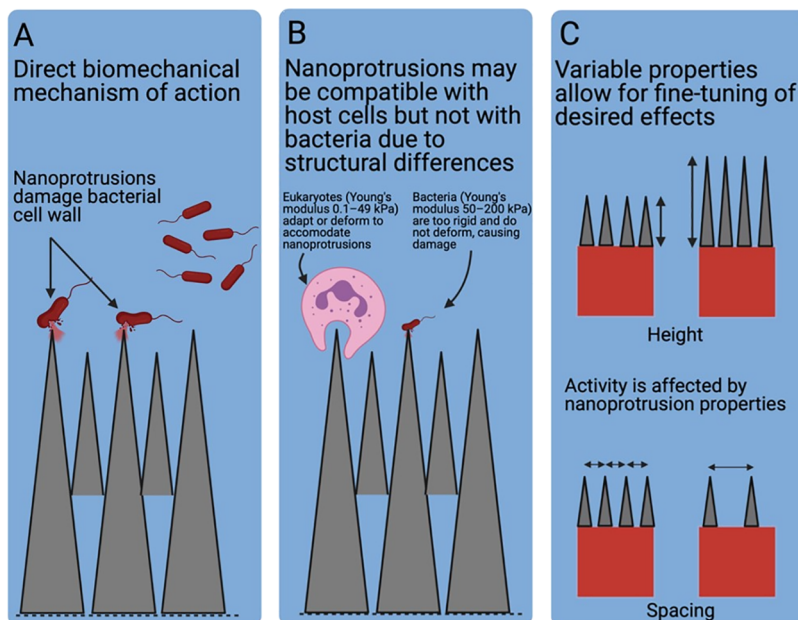 A
Direct biomechanical
mechanism of action
Nanoprotrusions
damage bacterial
cell wall
B
Nanoprotrusions may
be compatible with
host cells but not with
bacteria due to
structural differences
Eukaryotes (Young's
modulus 0.1–49 kPa)
adapt or deform to
accomodate
nanoprotrusions
Bacteria (Young's
modulus 50–200 kPa)
are too rigid and do
not deform, causing
damage
C
Variable properties
allow for fine-tuning of
desired effects
Height
Activity is affected by
nanoprotrusion properties
Spacing